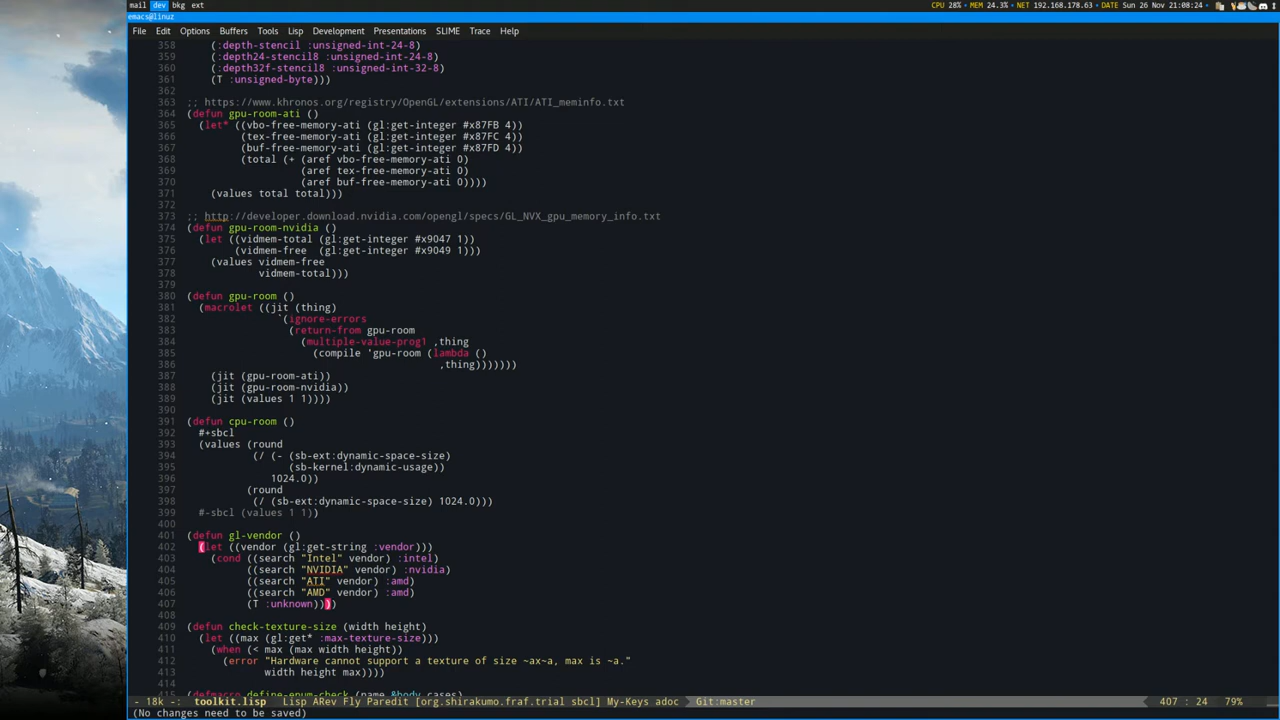 mail dev bkg ext CPU 28% MEM 24.3% NET 192.168.178.63 DATE Sun 26 Nov 21:08:24
emacs@linuz
File Edit Options Buffers Tools Lisp Development Presentations SLIME Trace Help
358 (:depth-stencil :unsigned-int-24-8)
359 (:depth24-stencil8 :unsigned-int-24-8)
360 (:depth32f-stencil8 :unsigned-int-32-8)
361 (T :unsigned-byte)))
362
363 ;; https://www.khronos.org/registry/OpenGL/extensions/ATI/ATI_meminfo.txt
364 (defun gpu-room-ati ()
365 (let* ((vbo-free-memory-ati (gl:get-integer #x87FB 4))
366 (tex-free-memory-ati (gl:get-integer #x87FC 4))
367 (buf-free-memory-ati (gl:get-integer #x87FD 4))
368 (total (+ (aref vbo-free-memory-ati 0)
369 (aref tex-free-memory-ati 0)
370 (aref buf-free-memory-ati 0))))
371 (values total total)))
372
373 ;; http://developer.download.nvidia.com/opengl/specs/GL_NVX_gpu_memory_info.txt
374 (defun gpu-room-nvidia ()
375 (let ((vidmem-total (gl:get-integer #x9047 1))
376 (vidmem-free (gl:get-integer #x9049 1)))
377 (values vidmem-free
378 vidmem-total)))
379
380 (defun gpu-room ()
381 (macrolet ((jit (thing)
382 `(ignore-errors
383 (return-from gpu-room
384 (multiple-value-prog1 ,thing
385 (compile 'gpu-room (lambda ()
386 ,thing)))))))
387 (jit (gpu-room-ati))
388 (jit (gpu-room-nvidia))
389 (jit (values 1 1))))
390
391 (defun cpu-room ()
392 #+sbcl
393 (values (round
394 (/ (- (sb-ext:dynamic-space-size)
395 (sb-kernel:dynamic-usage))
396 1024.0))
397 (round
398 (/ (sb-ext:dynamic-space-size) 1024.0)))
399 #-sbcl (values 1 1))
400
401 (defun gl-vendor ()
402 (let ((vendor (gl:get-string :vendor)))
403 (cond ((search "Intel" vendor) :intel)
404 ((search "NVIDIA" vendor) :nvidia)
405 ((search "ATI" vendor) :amd)
406 ((search "AMD" vendor) :amd)
407 (T :unknown))))
408
409 (defun check-texture-size (width height)
410 (let ((max (gl:get* :max-texture-size)))
411 (when (< max (max width height))
412 (error "Hardware cannot support a texture of size ~ax~a, max is ~a."
413 width height max))))
414
415 (defmacro define-enum-check (name &body cases)
- 18k -: toolkit.lisp Lisp ARev Fly Paredit [org.shirakumo.fraf.trial sbcl] My-Keys adoc Git:master 407 : 24 79%
(No changes need to be saved)